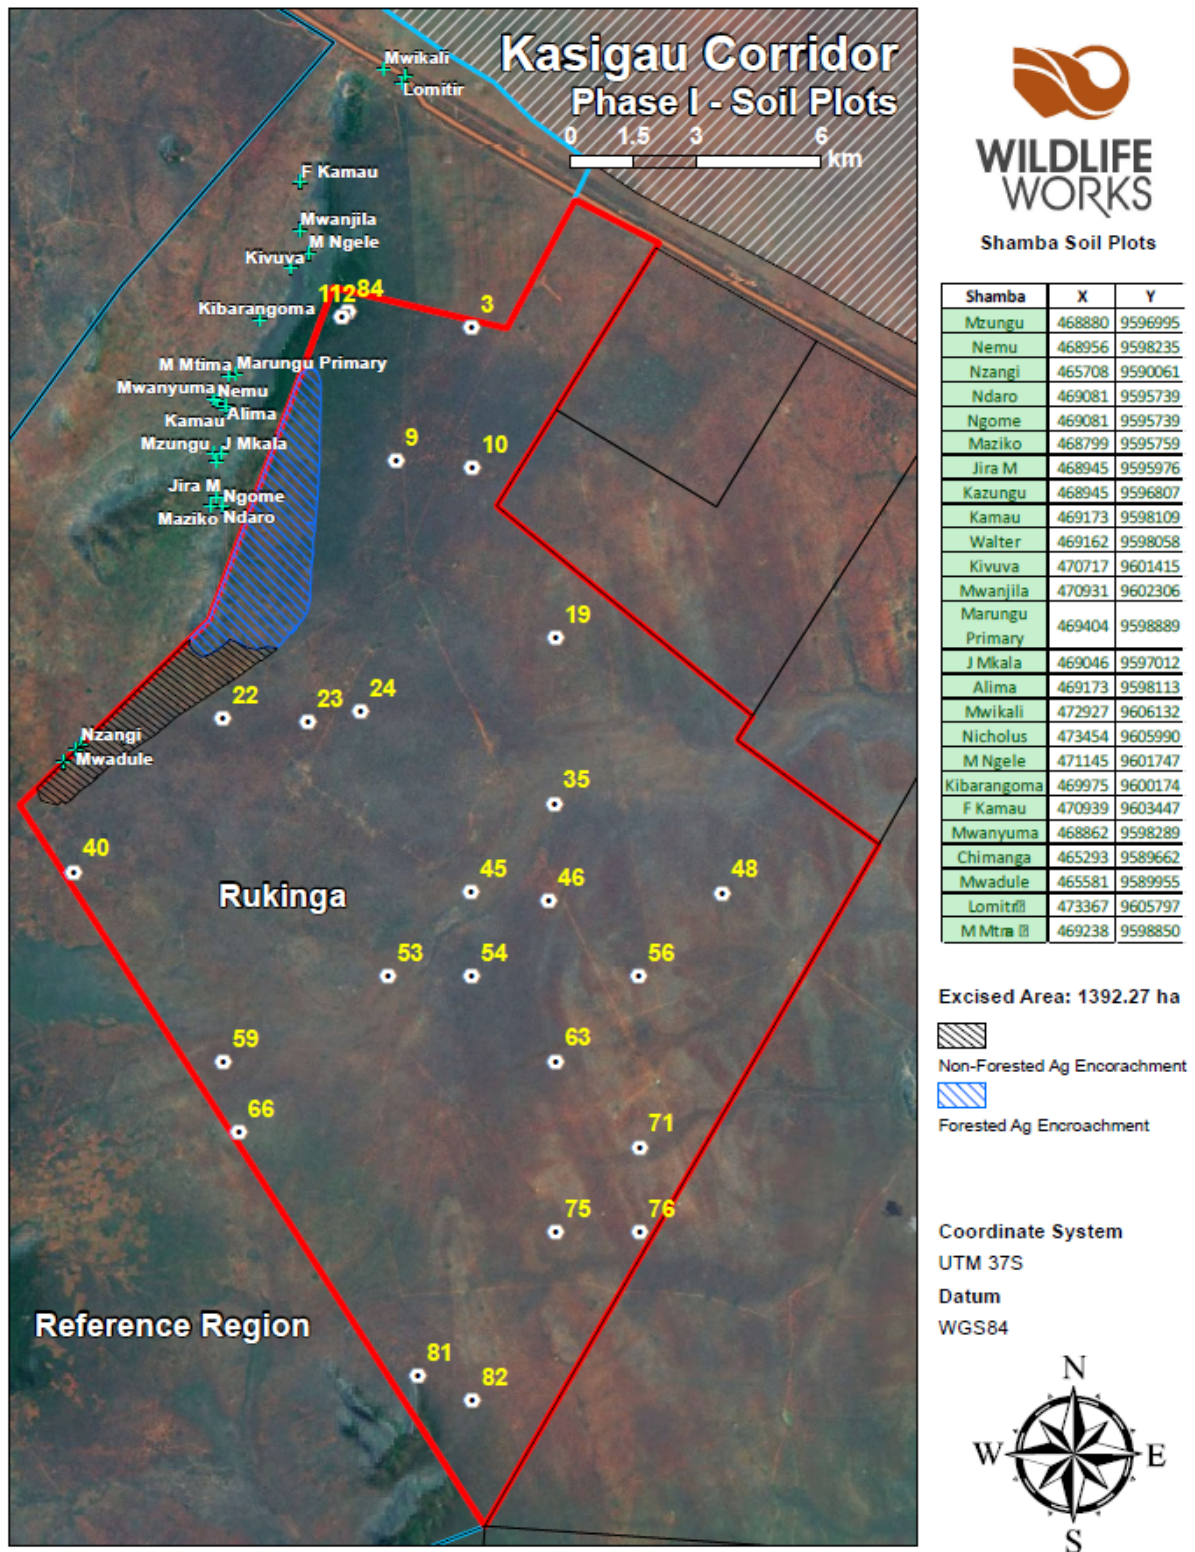 Kasigau Corridor
Phase I - Soil Plots
0 1.5 3 6
km
Mwikali
Lomitir
F Kamau
Mwanjila
M Ngele
Kivuva
112 84
3
Kibarangoma
M Mtima Marungu Primary
Mwanyuma Nemu
Kamau Alima
Mzungu J Mkala
9
10
Jira M
Ngome
Maziko Ndaro
19
22
23
24
Nzangi
Mwadule
35
40
45
46
48
Rukinga
53
54
56
59
63
66
71
75
76
Reference Region
81
82
WILDLIFE
WORKS
Shamba Soil Plots
Shamba X Y
Mzungu 468880 9596995
Nemu 468956 9598235
Nzangi 465708 9590061
Ndaro 469081 9595739
Ngome 469081 9595739
Maziko 468799 9595759
Jira M 468945 9595976
Kazungu 468945 9596807
Kamau 469173 9598109
Walter 469162 9598058
Kivuva 470717 9601415
Mwanjila 470931 9602306
Marungu
Primary 469404 9598889
J Mkala 469046 9597012
Alima 469173 9598113
Mwikali 472927 9606132
Nicholus 473454 9605990
M Ngele 471145 9601747
Kibarangoma 469975 9600174
F Kamau 470939 9603447
Mwanyuma 468862 9598289
Chimanga 465293 9589662
Mwadule 465581 9589955
473367 9605797
469238 9598850
Excised Area: 1392.27 ha
Non-Forested Ag Encorachment
Forested Ag Encroachment
Coordinate System
UTM 37S
Datum
WGS84
N
W E
S